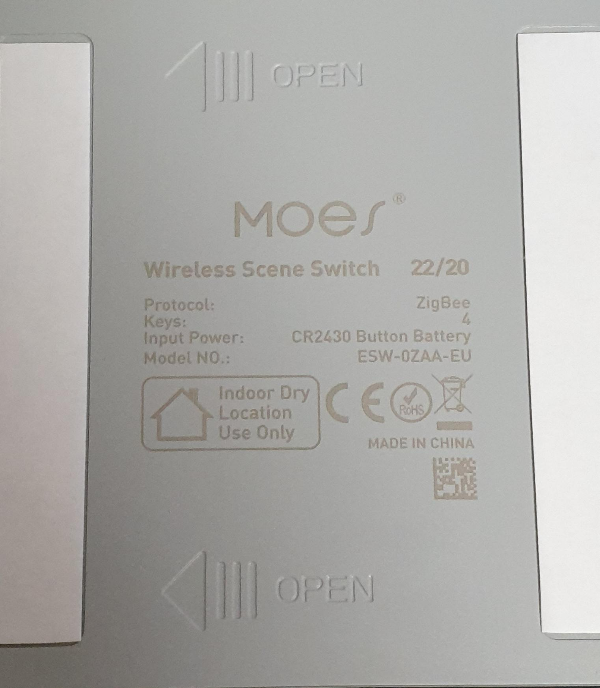 OPEN
MOES®
Wireless Scene Switch 22/20
Protocol: ZigBee
Keys: 4
Input Power: CR2430 Button Battery
Model NO.: ESW-0ZAA-EU
Indoor Dry
Location
Use Only
CE
RoHS
MADE IN CHINA
OPEN